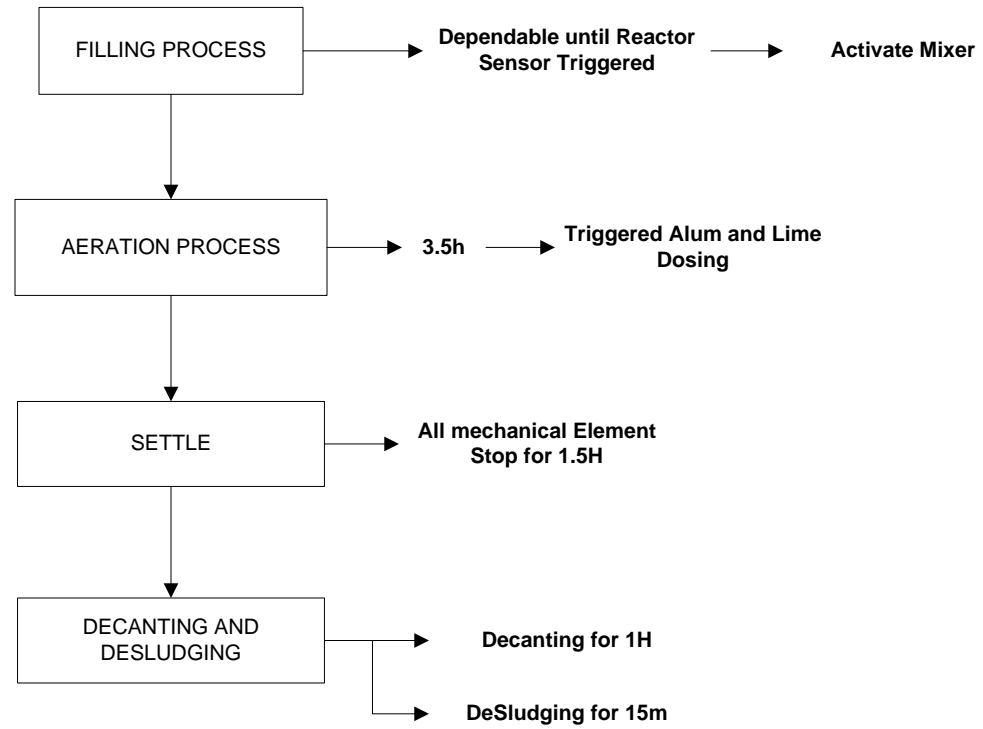 FILLING PROCESS
Dependable until Reactor
Sensor Triggered
Activate Mixer
AERATION PROCESS
3.5h
Triggered Alum and Lime
Dosing
SETTLE
All mechanical Element
Stop for 1.5H
DECANTING AND
DESLUDGING
Decanting for 1H
DeSludging for 15m